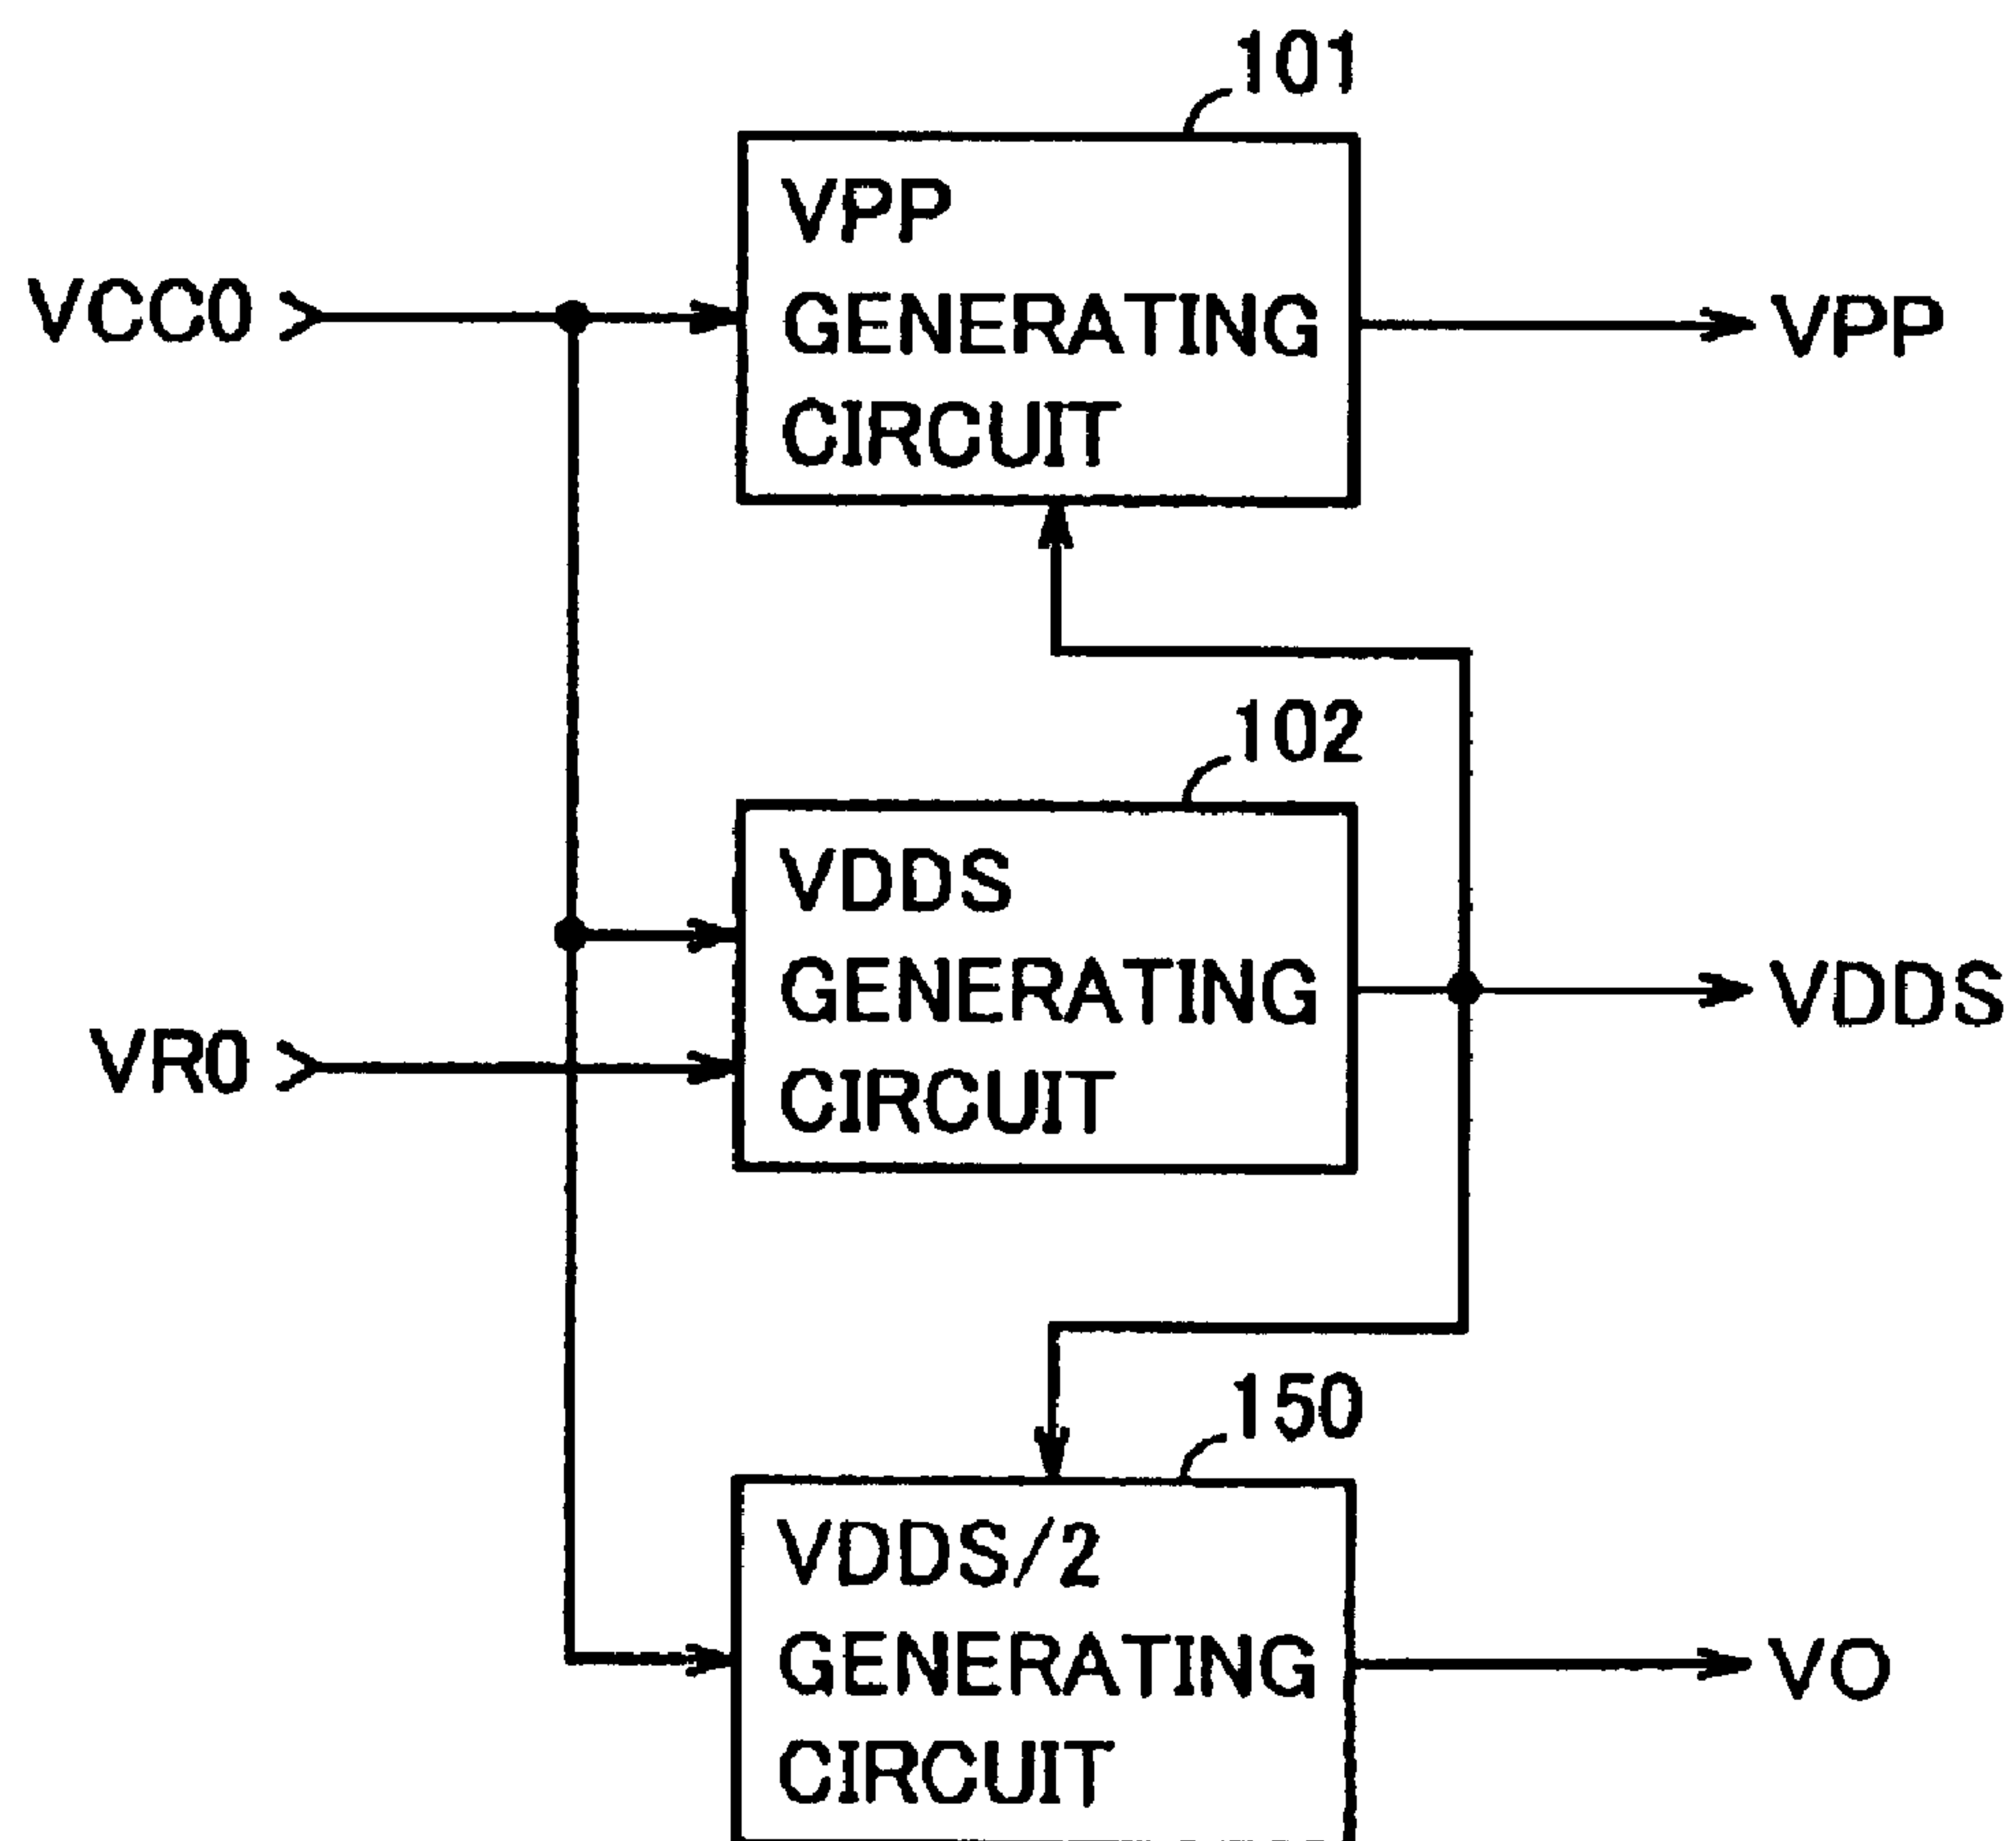 101
VPP
GENERATING
CIRCUIT
VCC0
VPP
102
VDDS
GENERATING
CIRCUIT
VR0
VDDS
150
VDDS/2
GENERATING
CIRCUIT
VO